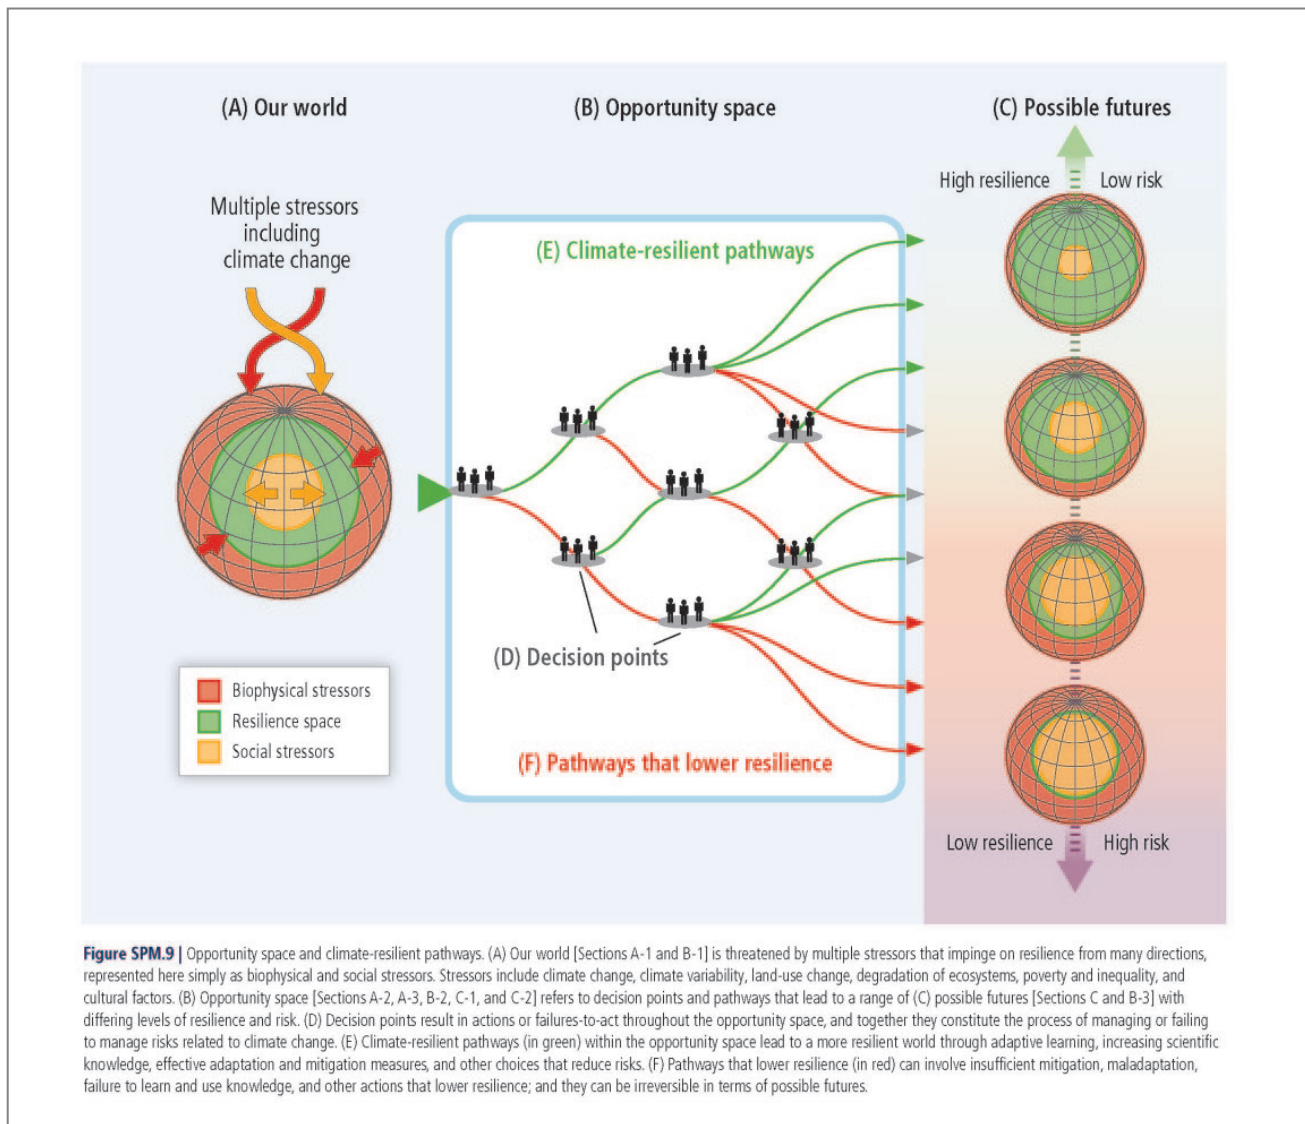 (A) Our world
(B) Opportunity space
(C) Possible futures
Multiple stressors
including
climate change
(E) Climate-resilient pathways
(D) Decision points
(F) Pathways that lower resilience
High resilience
Low risk
Low resilience
High risk
Biophysical stressors
Resilience space
Social stressors
Figure SPM.9 | Opportunity space and climate-resilient pathways. (A) Our world [Sections A-1 and B-1] is threatened by multiple stressors that impinge on resilience from many directions,
represented here simply as biophysical and social stressors. Stressors include climate change, climate variability, land-use change, degradation of ecosystems, poverty and inequality, and
cultural factors. (B) Opportunity space [Sections A-2, A-3, B-2, C-1, and C-2] refers to decision points and pathways that lead to a range of (C) possible futures [Sections C and B-3] with
differing levels of resilience and risk. (D) Decision points result in actions or failures-to-act throughout the opportunity space, and together they constitute the process of managing or failing
to manage risks related to climate change. (E) Climate-resilient pathways (in green) within the opportunity space lead to a more resilient world through adaptive learning, increasing scientific
knowledge, effective adaptation and mitigation measures, and other choices that reduce risks. (F) Pathways that lower resilience (in red) can involve insufficient mitigation, maladaptation,
failure to learn and use knowledge, and other actions that lower resilience; and they can be irreversible in terms of possible futures.